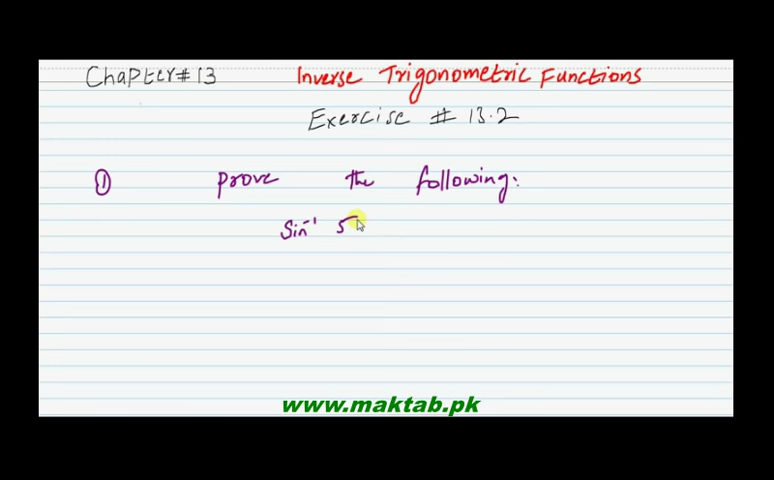 Chapter# 13 Inverse Trigonometric Functions
Exercise # 13.2
① Prove the following:
Sin⁻¹ 5
www.maktab.pk